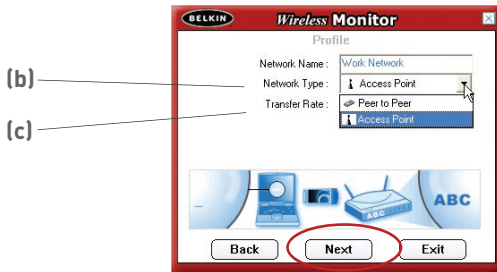 BELKIN Wireless Monitor
Profile
Network Name : Work Network
(b) Network Type : Access Point
Transfer Rate : Peer to Peer
(c) Access Point
ABC
ABC
Back Next Exit